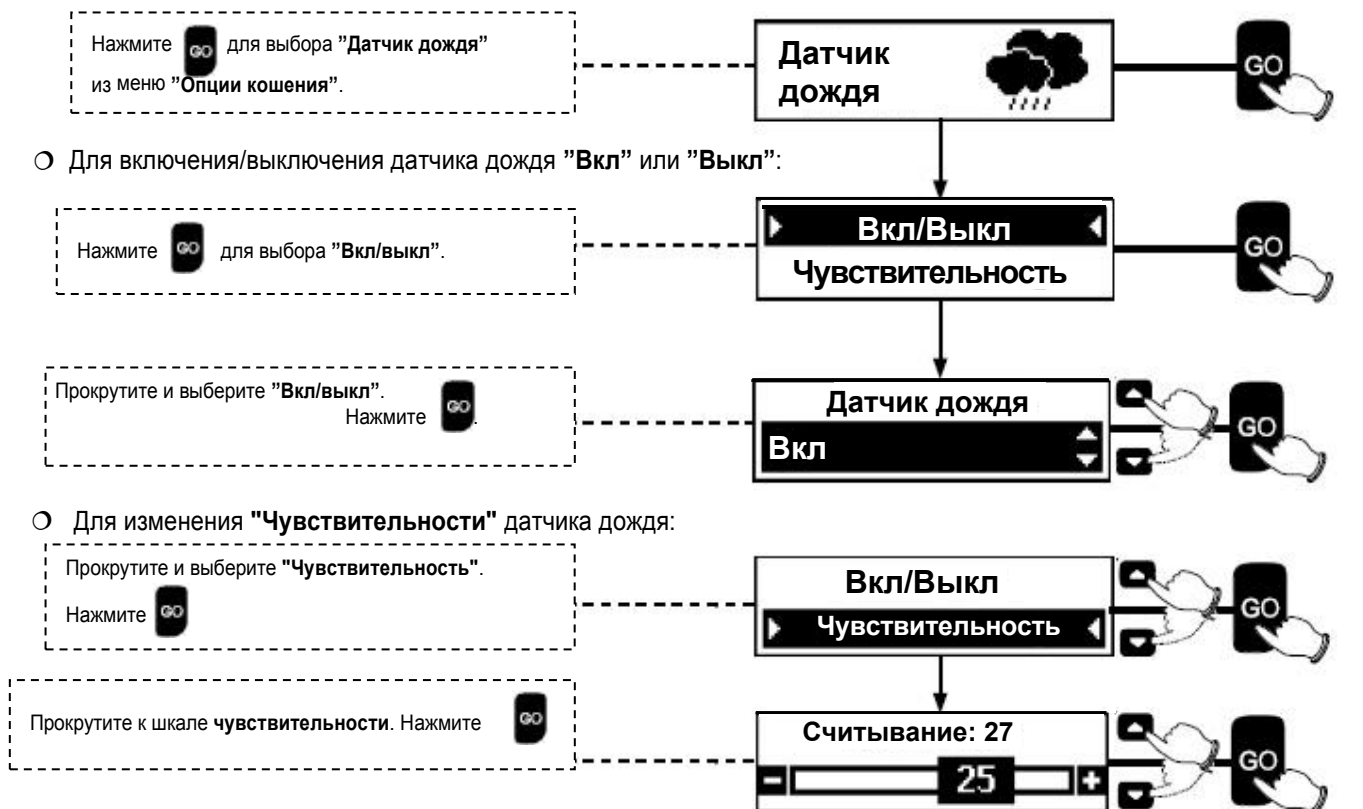 Нажмите GO для выбора ”Датчик дождя”
из меню ”Опции кошения”.
Датчик
дождя
GO
Для включения/выключения датчика дождя ”Вкл” или ”Выкл”:
Нажмите GO для выбора ”Вкл/выкл”.
Вкл/Выкл
Чувствительность
GO
Прокрутите и выберите ”Вкл/выкл”.
Нажмите GO.
Датчик дождя
Вкл
GO
Для изменения "Чувствительности" датчика дождя:
Прокрутите и выберите "Чувствительность".
Нажмите GO
Вкл/Выкл
Чувствительность
GO
Прокрутите к шкале чувствительности. Нажмите GO
Считывание: 27
- 25 +
GO